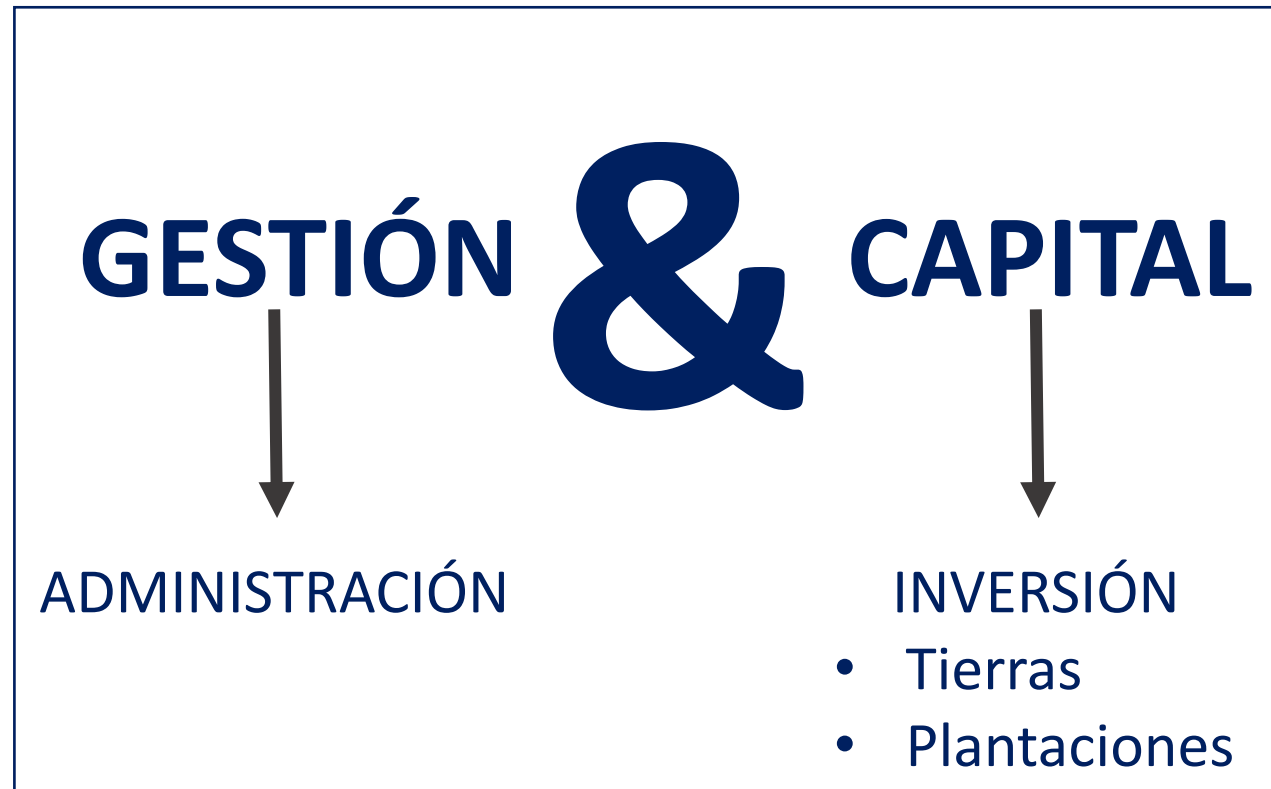 GESTIÓN & CAPITAL
ADMINISTRACIÓN
INVERSIÓN
• Tierras
• Plantaciones